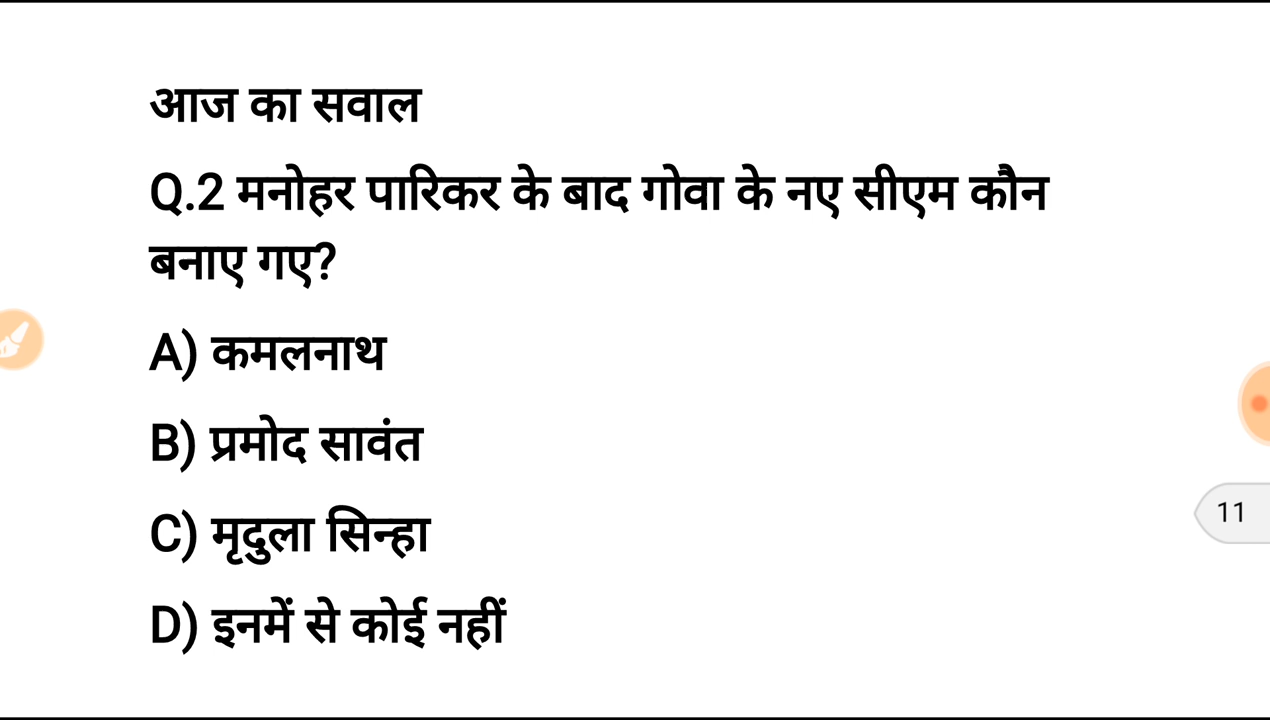 आज का सवाल
Q.2 मनोहर पारिकर के बाद गोवा के नए सीएम कौन
बनाए गए?
A) कमलनाथ
B) प्रमोद सावंत
C) मृदुला सिन्हा
D) इनमें से कोई नहीं
11